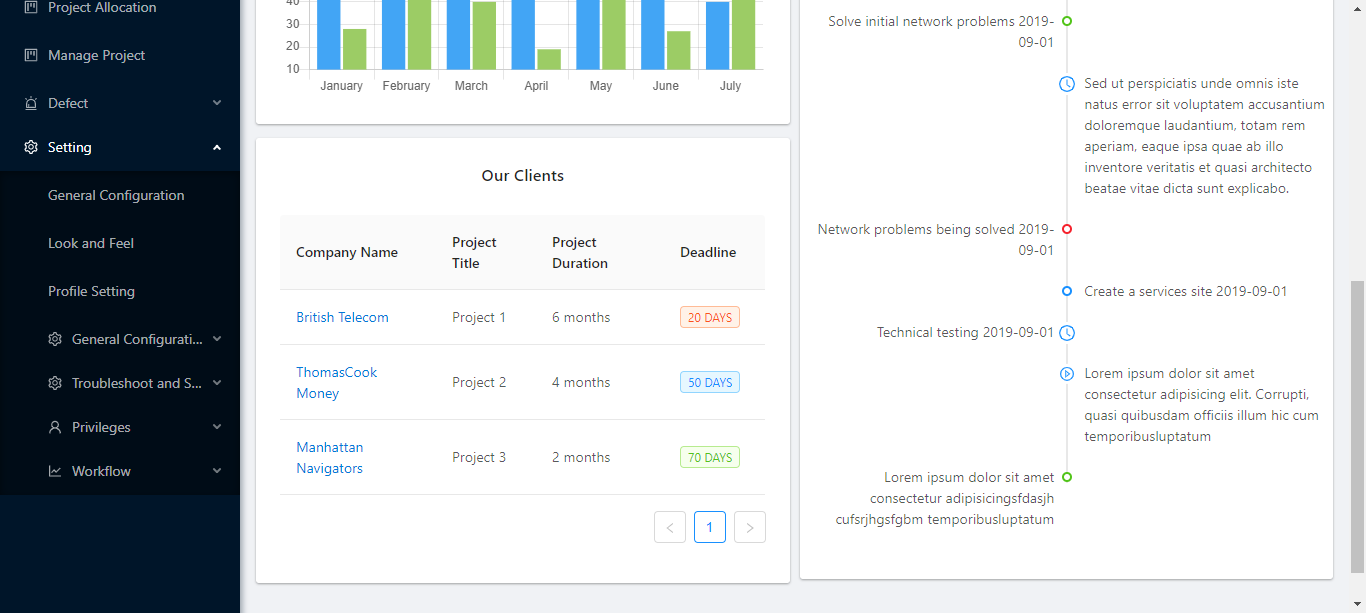 Project Allocation
Manage Project
Defect
Setting
General Configuration
Look and Feel
Profile Setting
General Configurati...
Troubleshoot and S...
Privileges
Workflow
40
30
20
10
January February March April May June July
Our Clients
Company Name Project Title Project Duration Deadline
British Telecom Project 1 6 months 20 DAYS
ThomasCook Money Project 2 4 months 50 DAYS
Manhattan Navigators Project 3 2 months 70 DAYS
< 1 >
Solve initial network problems 2019-
09-01
Sed ut perspiciatis unde omnis iste
natus error sit voluptatem accusantium
doloremque laudantium, totam rem
aperiam, eaque ipsa quae ab illo
inventore veritatis et quasi architecto
beatae vitae dicta sunt explicabo.
Network problems being solved 2019-
09-01
Create a services site 2019-09-01
Technical testing 2019-09-01
Lorem ipsum dolor sit amet
consectetur adipisicing elit. Corrupti,
quasi quibusdam officiis illum hic cum
temporibusluptatum
Lorem ipsum dolor sit amet
consectetur adipisicingsfdasjh
cufsrjhgsfgbm temporibusluptatum